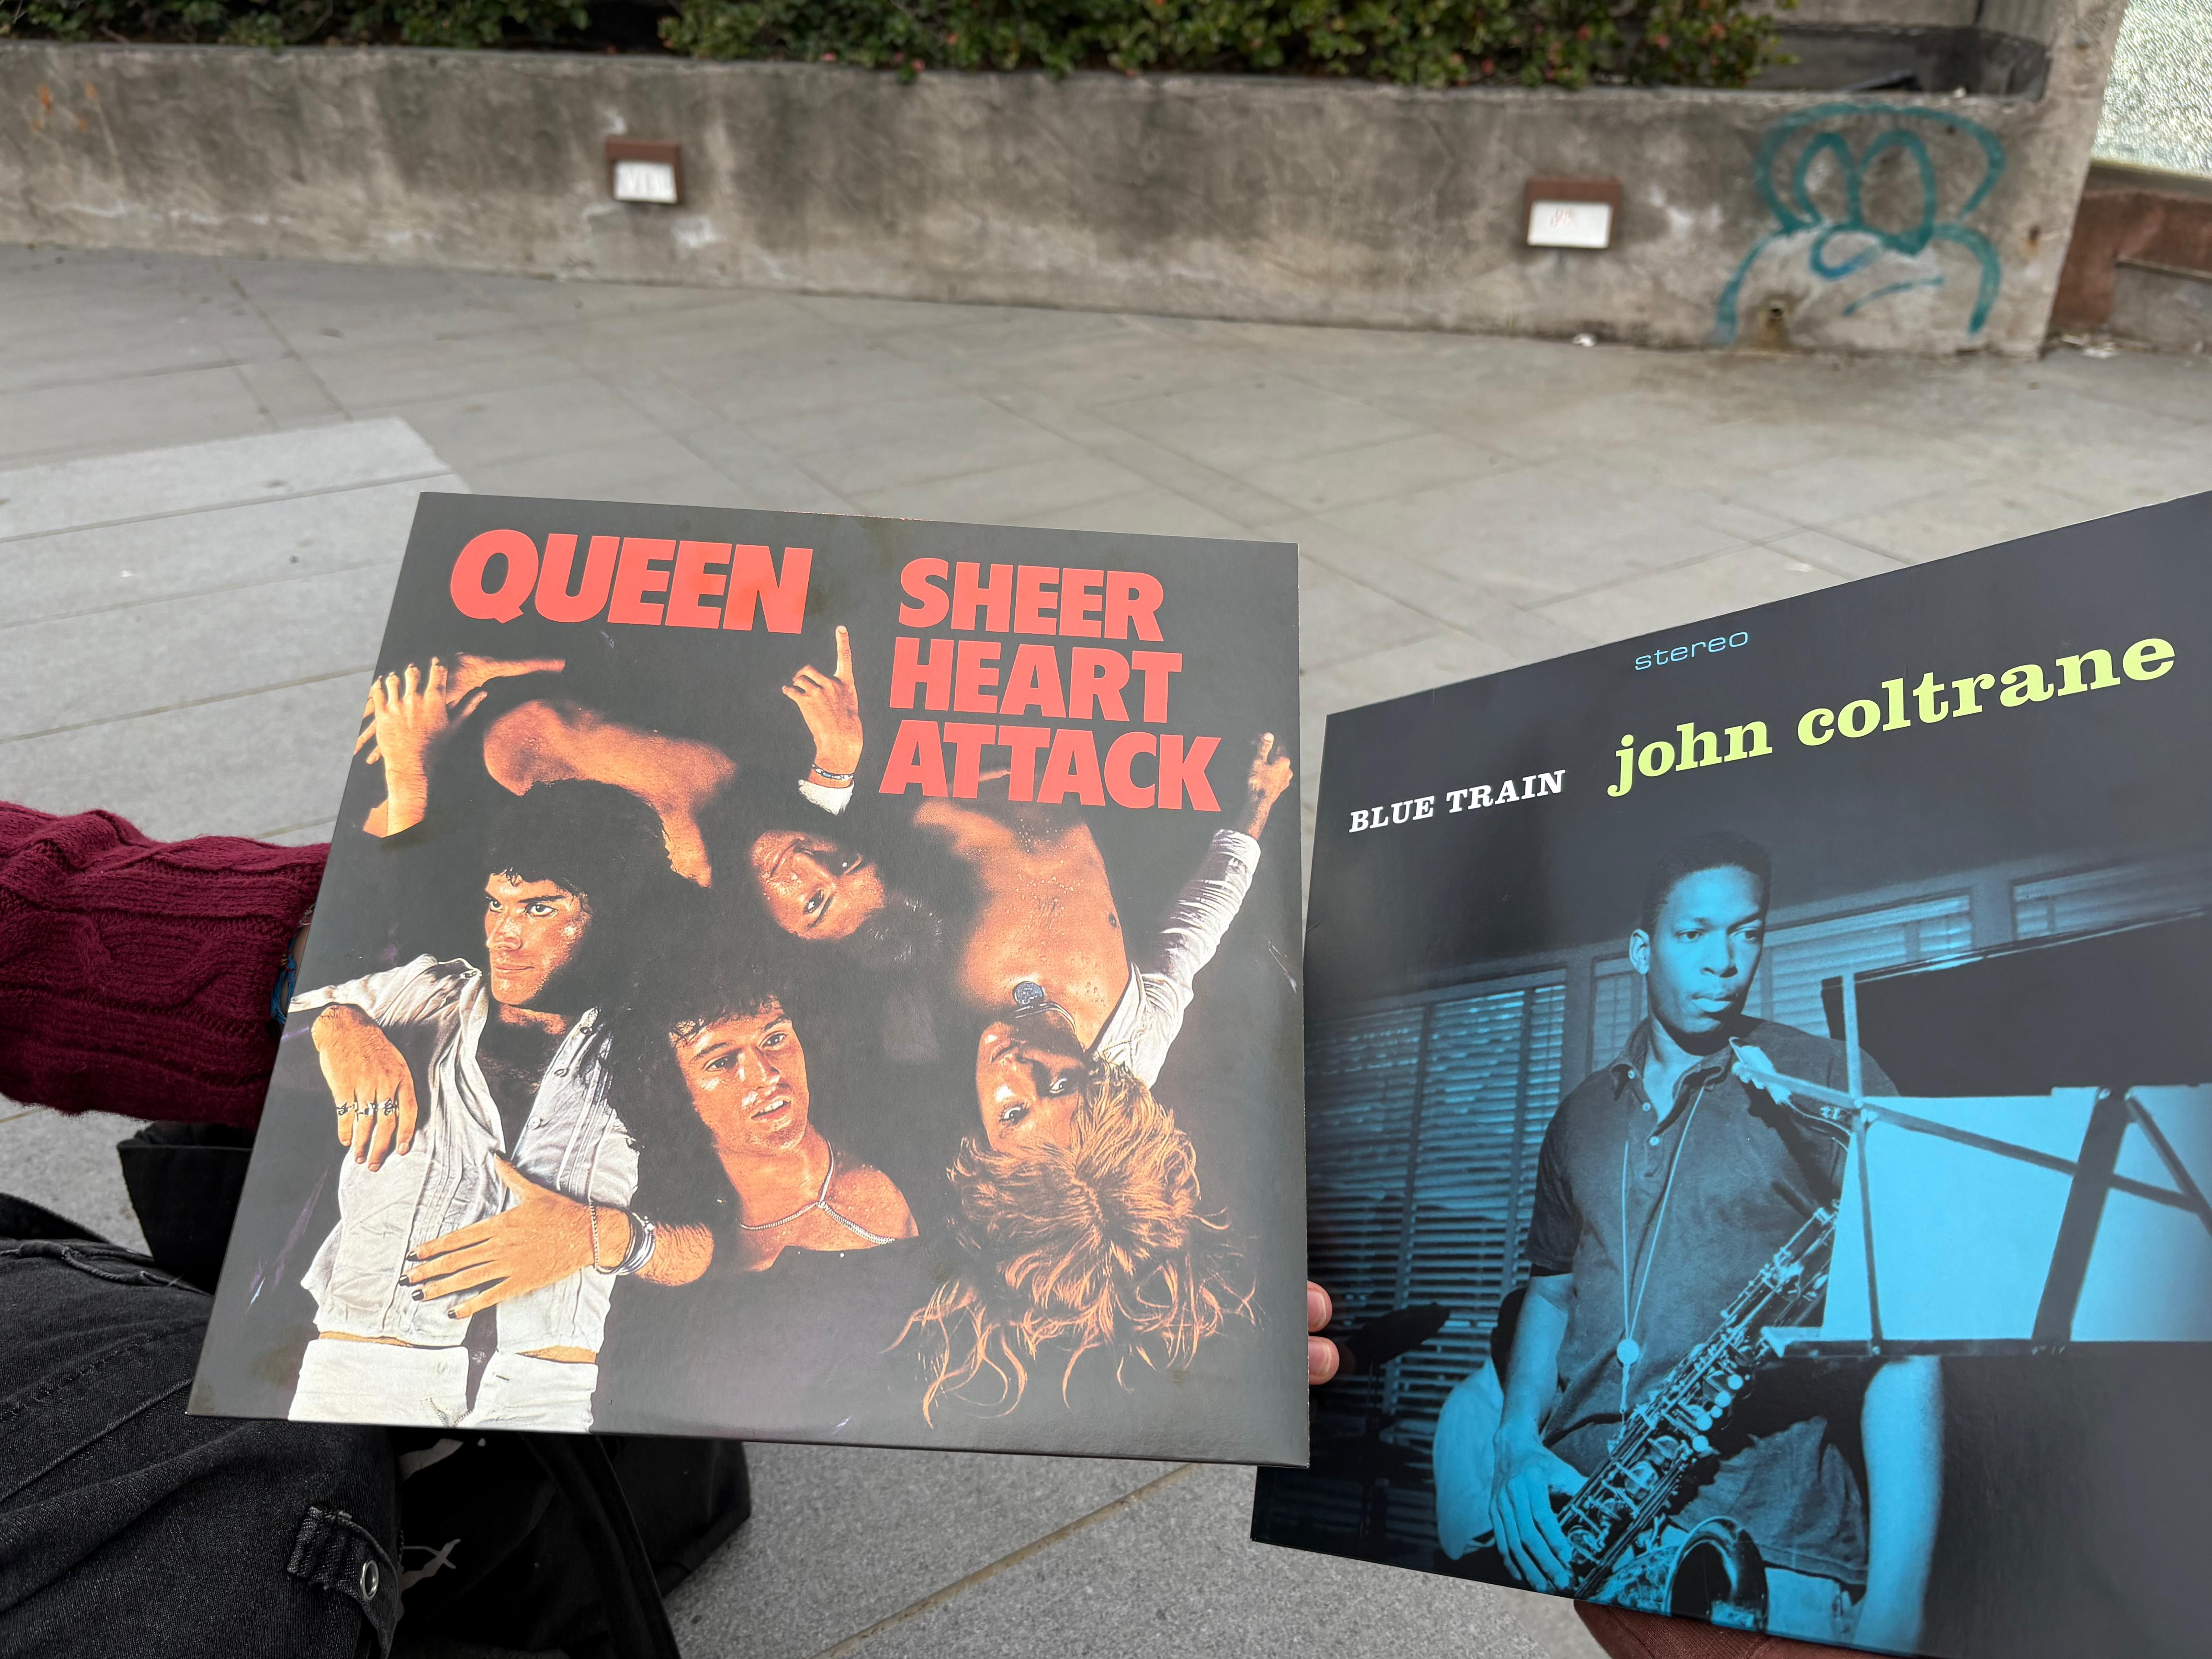 QUEEN
SHEER
HEART
ATTACK
stereo
BLUE TRAIN
john coltrane